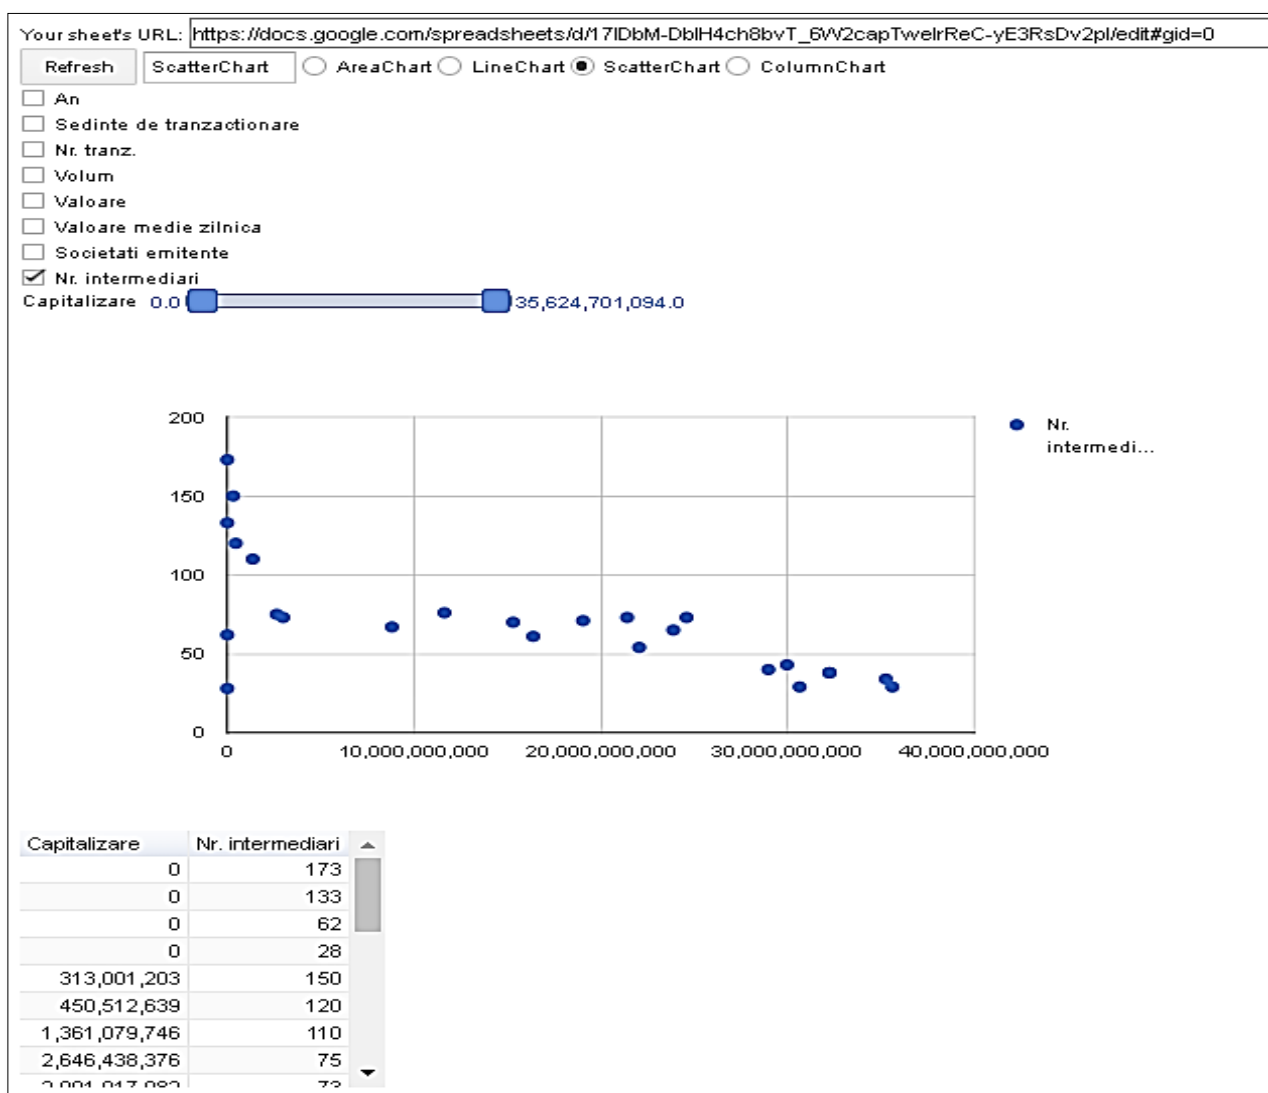 Your sheet's URL: https://docs.google.com/spreadsheets/d/17IDbM-DbIH4ch8bvT_6W2capTwelrReC-yE3RsDv2pI/edit#gid=0
Refresh ScatterChart AreaChart LineChart ScatterChart ColumnChart
An
Sedinte de tranzactionare
Nr. tranz.
Volum
Valoare
Valoare medie zilnica
Societati emitente
Nr. intermediari
Capitalizare 0.0 35,624,701,094.0
200
Nr.
intermedi...
150
100
50
0
0 10,000,000,000 20,000,000,000 30,000,000,000 40,000,000,000
Capitalizare Nr. intermediari
0 173
0 133
0 62
0 28
313,001,203 150
450,512,639 120
1,361,079,746 110
2,646,438,376 75
73